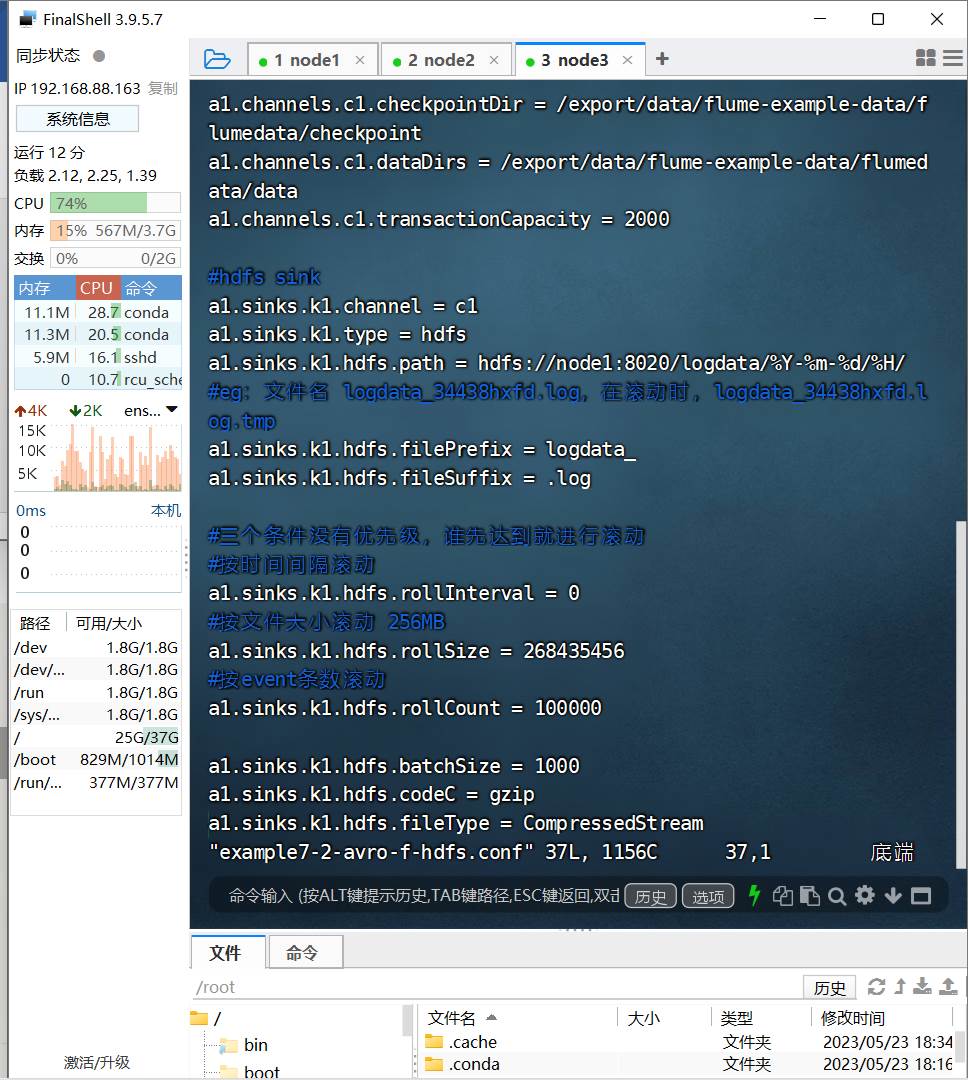 FinalShell 3.9.5.7
同步状态
IP 192.168.88.163 复制
系统信息
运行 12 分
负载 2.12, 2.25, 1.39
CPU 74%
内存 15% 567M/3.7G
交换 0% 0/2G
内存 CPU 命令
11.1M 28.7 conda
11.3M 20.5 conda
5.9M 16.1 sshd
0 10.7 rcu_sche
4K 2K ens...
15K
10K
5K
0ms 本机
0
0
0
路径 可用/大小
/dev 1.8G/1.8G
/dev/... 1.8G/1.8G
/run 1.8G/1.8G
/sys/... 1.8G/1.8G
/ 25G/37G
/boot 829M/1014M
/run/... 377M/377M
激活/升级
1 node1 2 node2 3 node3
a1.channels.c1.checkpointDir = /export/data/flume-example-data/f
lumedata/checkpoint
a1.channels.c1.dataDirs = /export/data/flume-example-data/flumed
ata/data
a1.channels.c1.transactionCapacity = 2000
#hdfs sink
a1.sinks.k1.channel = c1
a1.sinks.k1.type = hdfs
a1.sinks.k1.hdfs.path = hdfs://node1:8020/logdata/%Y-%m-%d/%H/
#eg：文件名 logdata_34438hxfd.log，在滚动时，logdata_34438hxfd.l
og.tmp
a1.sinks.k1.hdfs.filePrefix = logdata_
a1.sinks.k1.hdfs.fileSuffix = .log
#三个条件没有优先级，谁先达到就进行滚动
#按时间间隔滚动
a1.sinks.k1.hdfs.rollInterval = 0
#按文件大小滚动 256MB
a1.sinks.k1.hdfs.rollSize = 268435456
#按event条数滚动
a1.sinks.k1.hdfs.rollCount = 100000
a1.sinks.k1.hdfs.batchSize = 1000
a1.sinks.k1.hdfs.codeC = gzip
a1.sinks.k1.hdfs.fileType = CompressedStream
"example7-2-avro-f-hdfs.conf" 37L, 1156C 37,1 底端
命令输入 (按ALT键提示历史,TAB键路径,ESC键返回,双击 历史 选项
文件 命令
/root 历史
/
bin
boot
文件名 大小 类型 修改时间
.cache 文件夹 2023/05/23 18:34
.conda 文件夹 2023/05/23 18:16